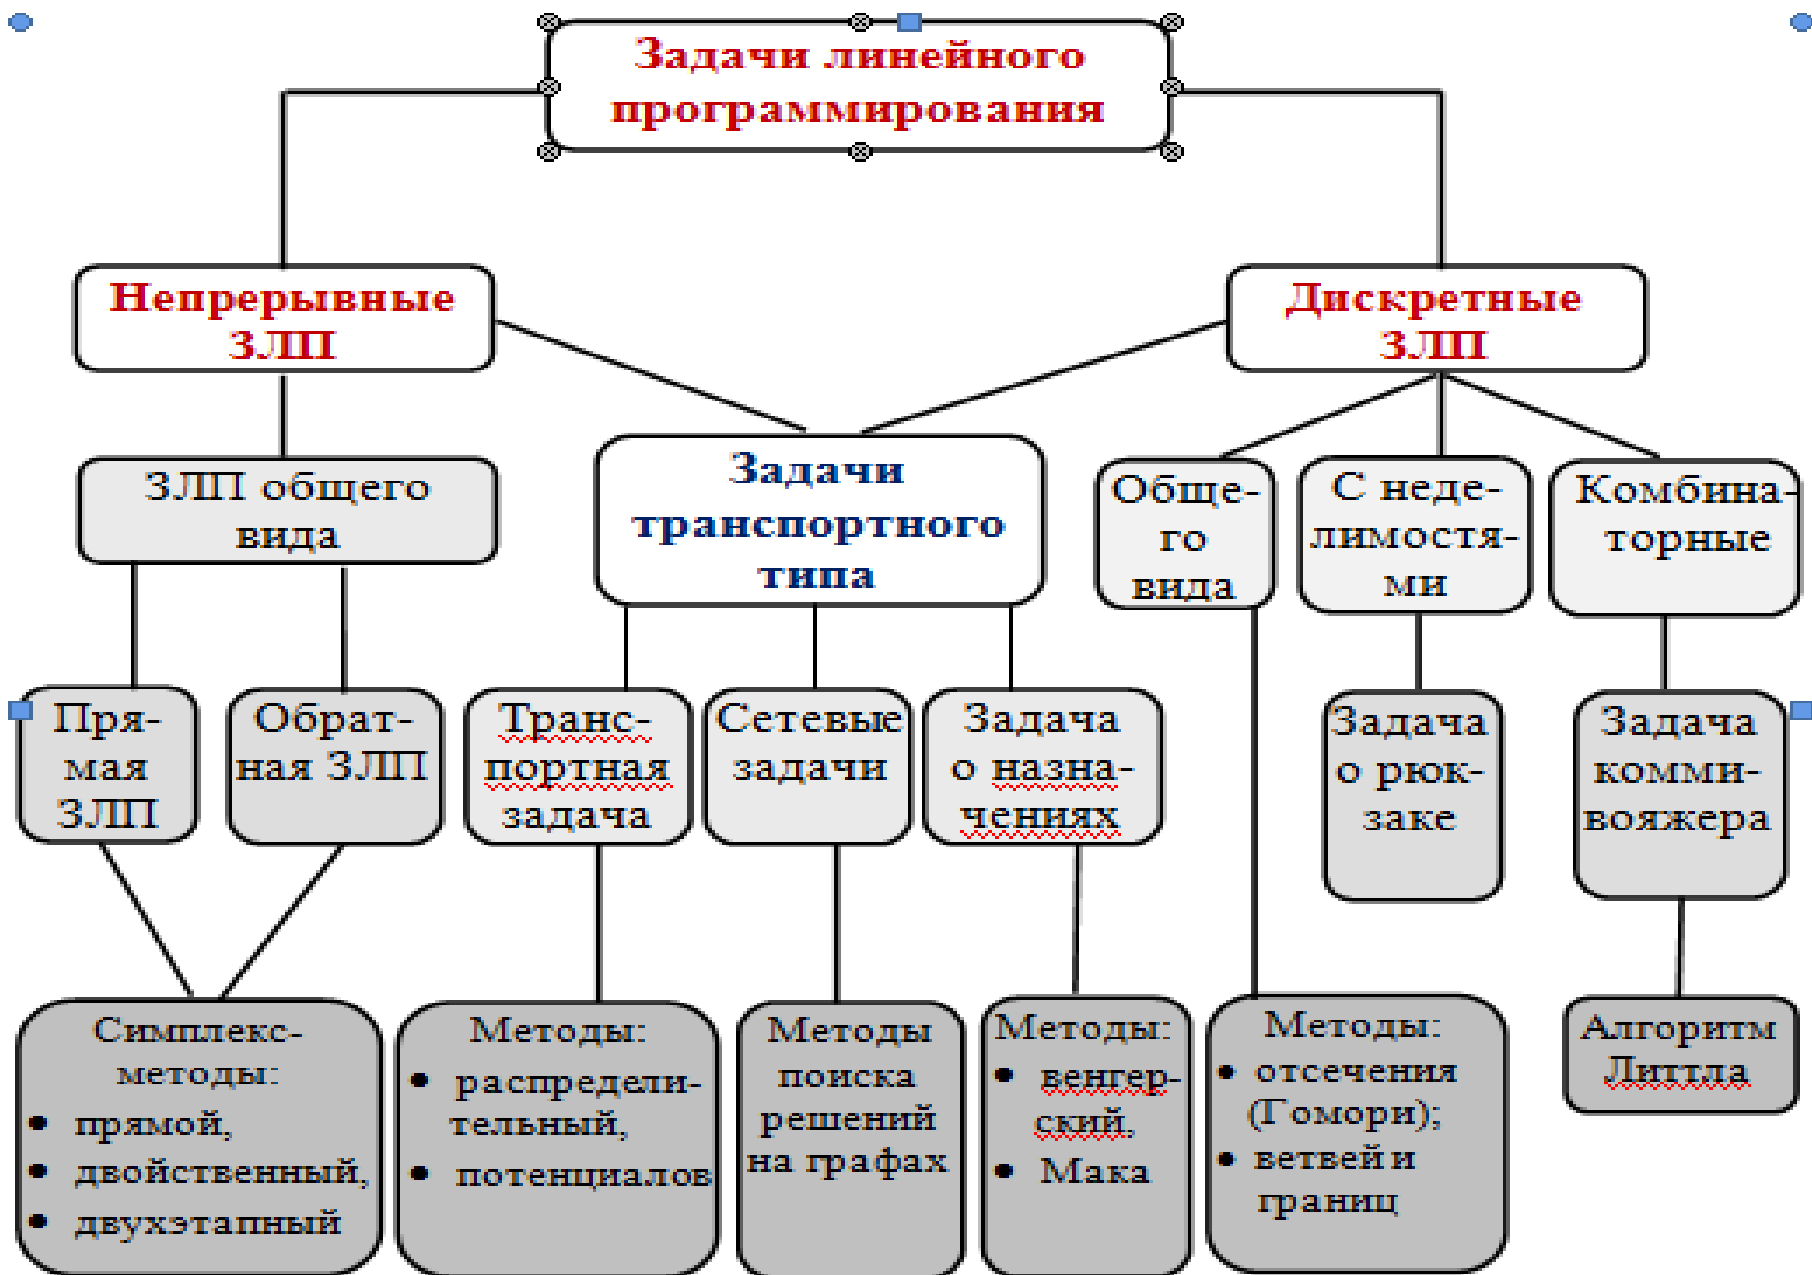 Задачи линейного
программирования
Непрерывные
ЗЛП
Дискретные
ЗЛП
ЗЛП общего
вида
Задачи
транспортного
типа
Обще-
го
вида
С неде-
лимостя-
ми
Комбина-
торные
Пря-
мая
ЗЛП
Обрат-
ная ЗЛП
Транс-
портная
задача
Сетевые
задачи
Задача
о назна-
чениях
Задача
о рюк-
заке
Задача
комми-
вояжера
Симплекс-
методы:
• прямой,
• двойственный,
• двухэтапный
Методы:
• распредели-
тельный,
• потенциалов
Методы
поиска
решений
на графах
Методы:
• венгер-
ский,
• Мака
Методы:
• отсечения
(Гомори);
• ветвей и
границ
Алгоритм
Литтла